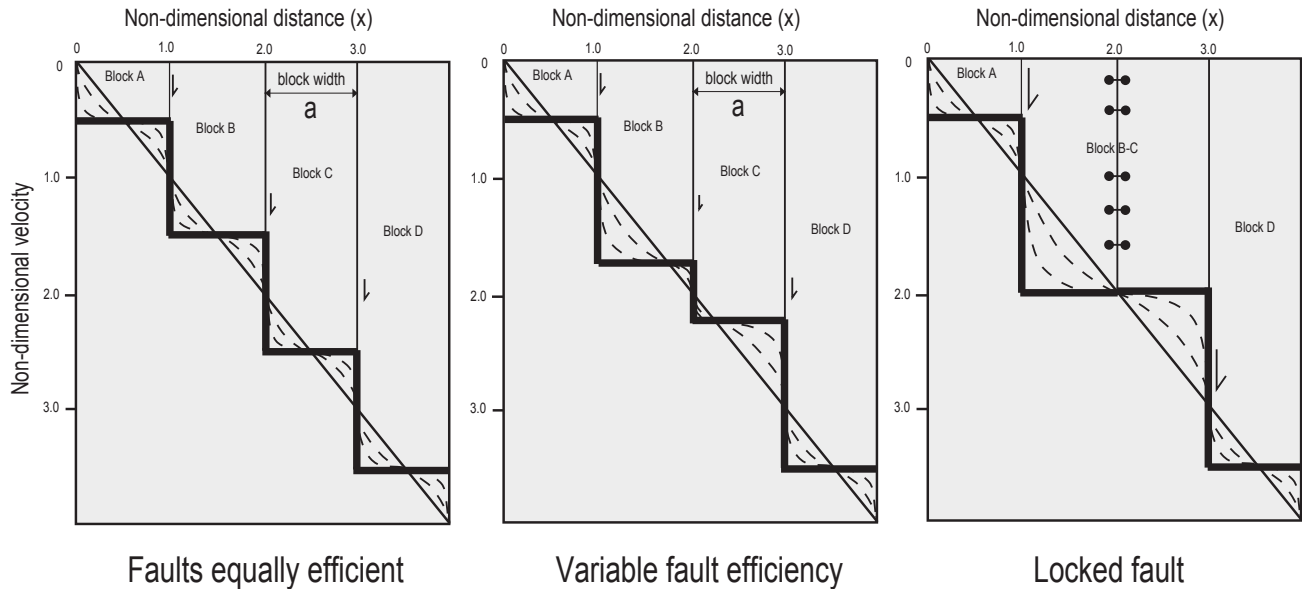 Non-dimensional distance (x)
0 1.0 2.0 3.0
0
Block A
block width
a
Block B
Block C
1.0
Block D
2.0
3.0
Non-dimensional velocity
Faults equally efficient
Non-dimensional distance (x)
0 1.0 2.0 3.0
0
Block A
block width
a
Block B
Block C
1.0
Block D
2.0
3.0
Variable fault efficiency
Non-dimensional distance (x)
0 1.0 2.0 3.0
0
Block A
Block B-C
1.0
Block D
2.0
3.0
Locked fault